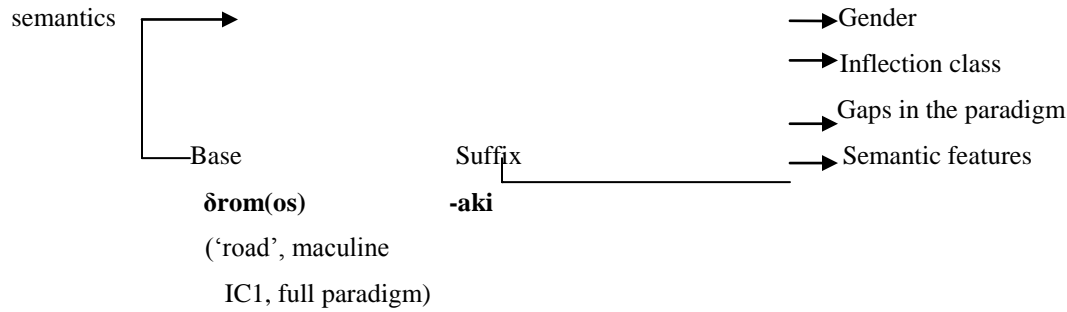 semantics Gender
Inflection class
Gaps in the paradigm
Base Suffix Semantic features
δrom(os) -aki
(‘road’, maculine
IC1, full paradigm)